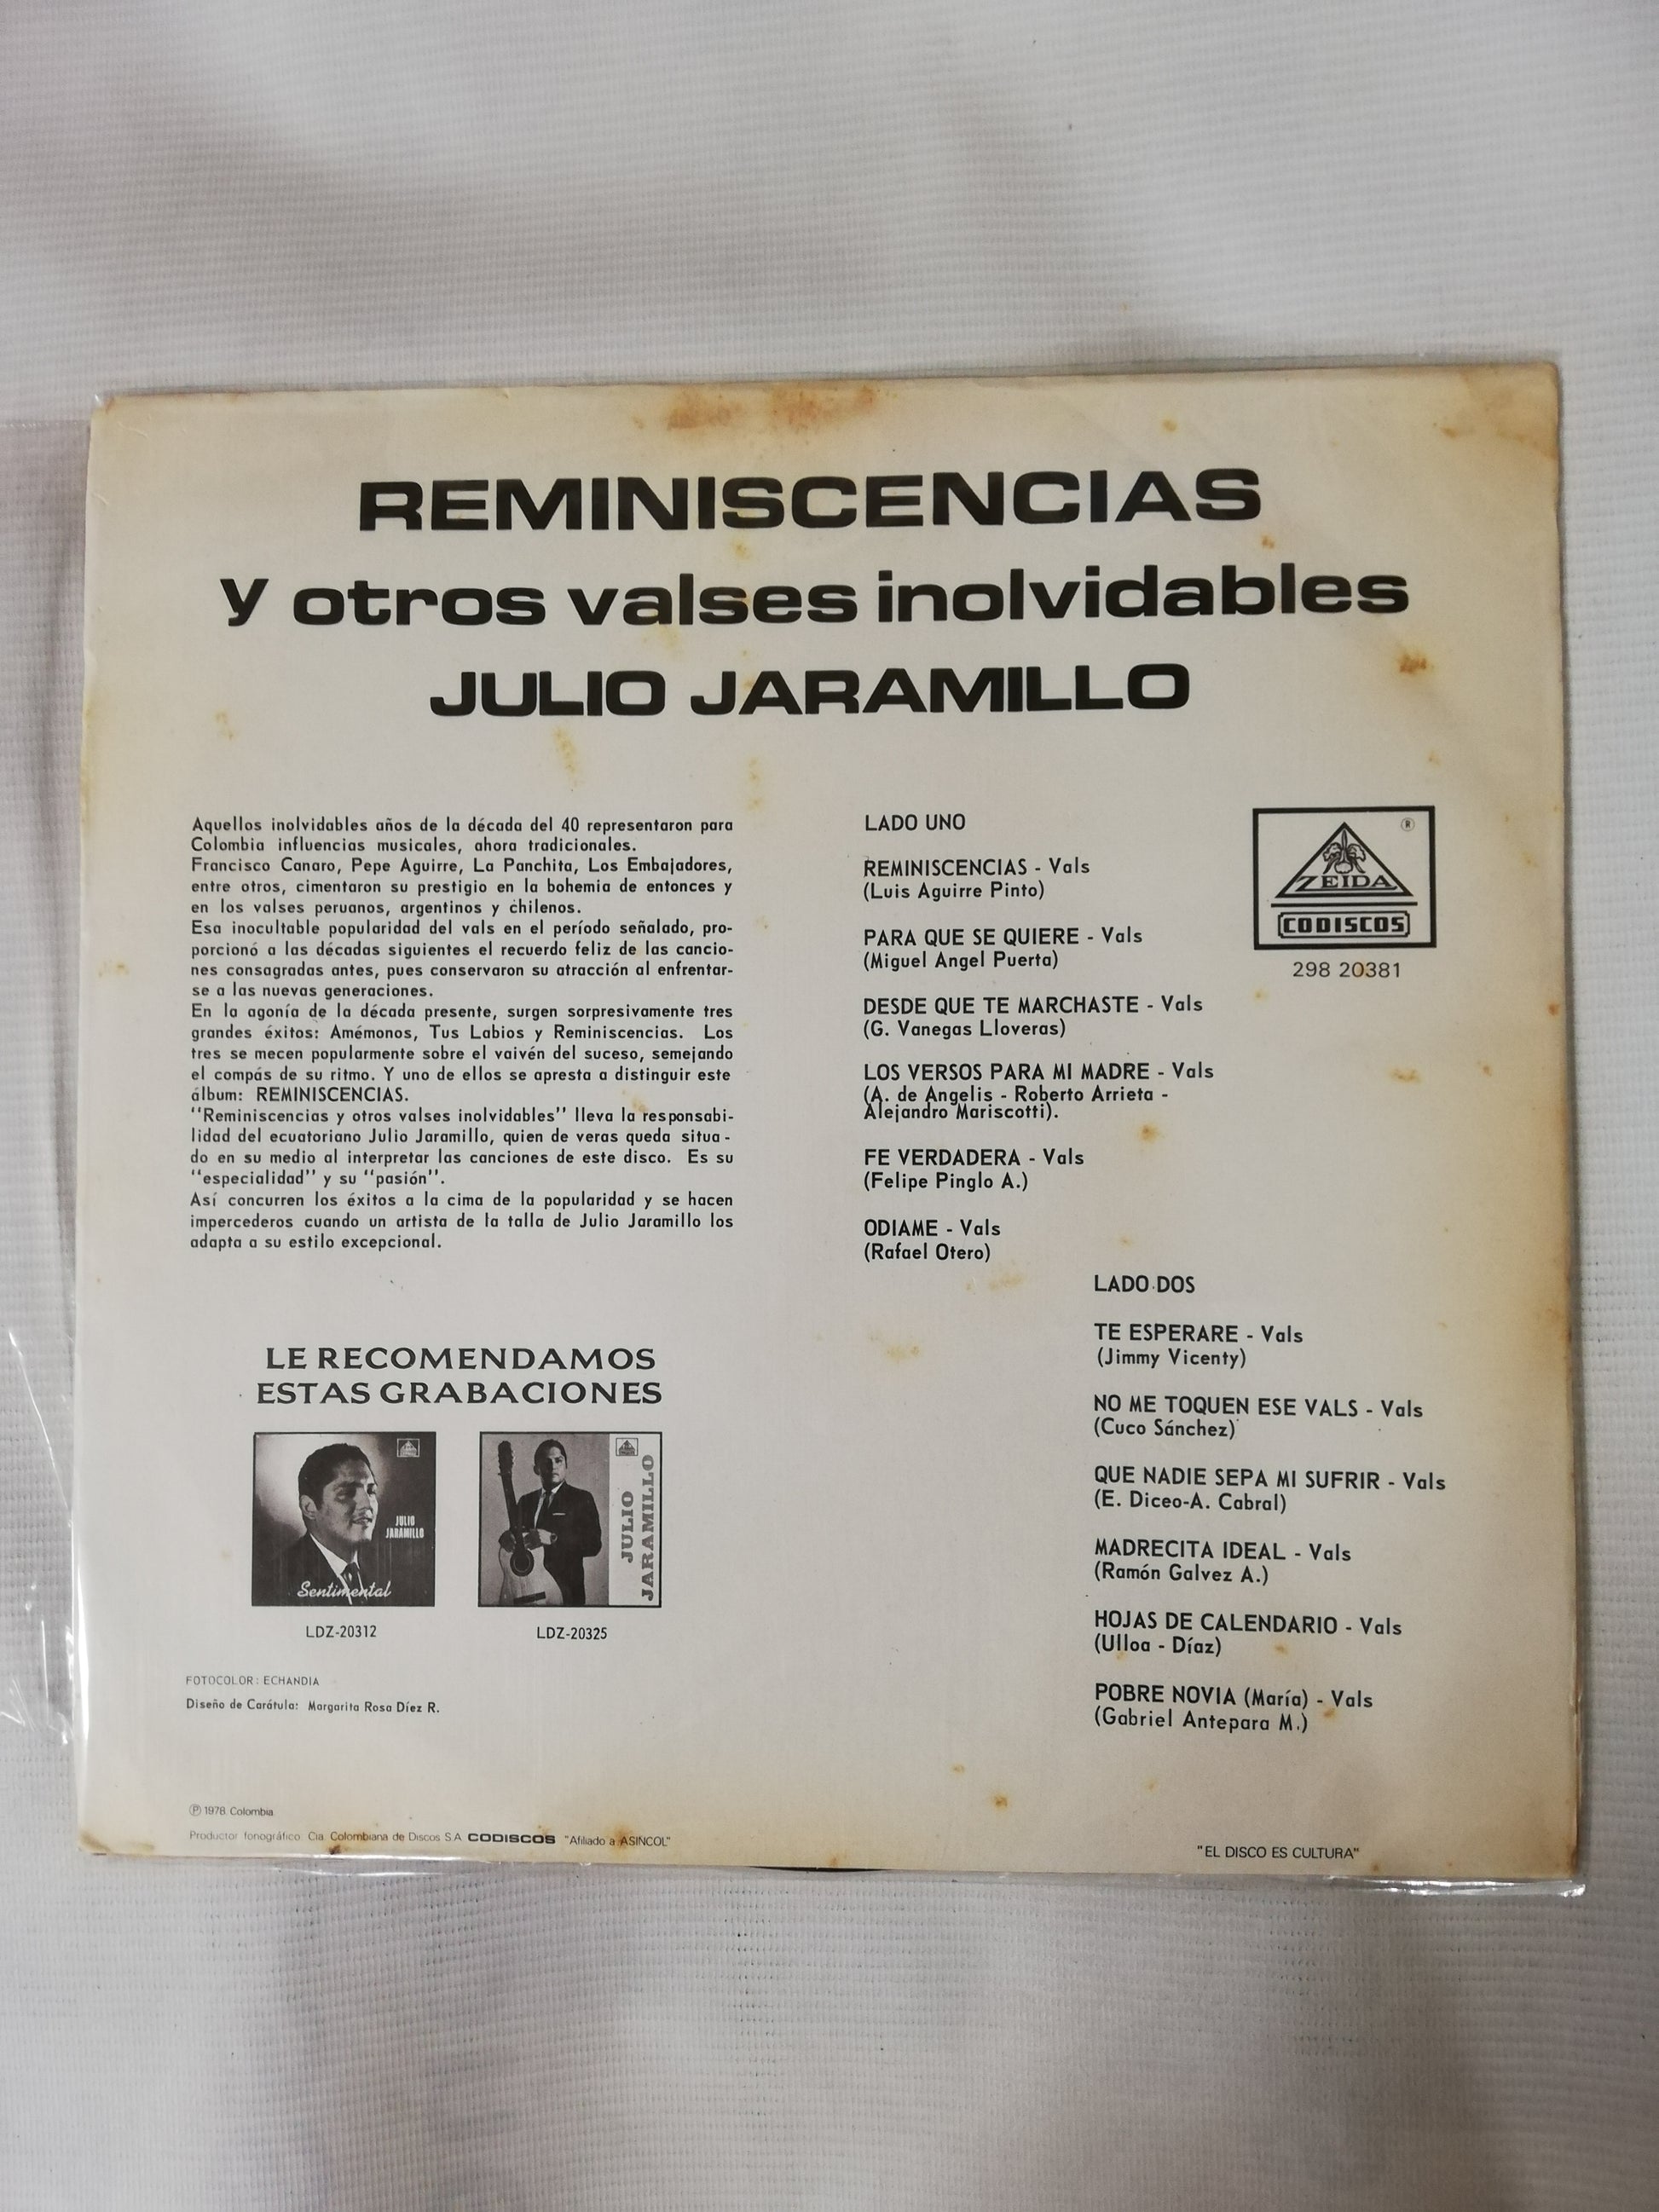 REMINISCENCIAS
y otros valses inolvidables
JULIO JARAMILLO
Aquellos inolvidables años de la década del 40 representaron para
Colombia influencias musicales, ahora tradicionales.
Francisco Canaro, Pepe Aguirre, La Panchita, Los Embajadores,
entre otros, cimentaron su prestigio en la bohemia de entonces y
en los valses peruanos, argentinos y chilenos.
Esa inocultable popularidad del vals en el período señalado, pro-
porcionó a las décadas siguientes el recuerdo feliz de las cancio-
nes consagradas antes, pues conservaron su atracción al enfrentar-
se a las nuevas generaciones.
En la agonía de la década presente, surgen sorpresivamente tres
grandes éxitos: Amémonos, Tus Labios y Reminiscencias. Los
tres se mecen popularmente sobre el vaivén del suceso, semejando
el compás de su ritmo. Y uno de ellos se apresta a distinguir este
álbum: REMINISCENCIAS.
"Reminiscencias y otros valses inolvidables" lleva la responsabi-
lidad del ecuatoriano Julio Jaramillo, quien de veras queda situa-
do en su medio al interpretar las canciones de este disco. Es su
"especialidad" y su "pasión".
Así concurren los éxitos a la cima de la popularidad y se hacen
impercederos cuando un artista de la talla de Julio Jaramillo los
adapta a su estilo excepcional.
LE RECOMENDAMOS
ESTAS GRABACIONES
JULIO
JARAMILLO
Sentimental
LDZ-20312
JULIO
JARAMILLO
LDZ-20325
FOTOCOLOR: ECHANDIA
Diseño de Carátula: Margarita Rosa Díez R.
LADO UNO
REMINISCENCIAS - Vals
(Luis Aguirre Pinto)
PARA QUE SE QUIERE - Vals
(Miguel Angel Puerta)
DESDE QUE TE MARCHASTE - Vals
(G. Vanegas Lloveras)
LOS VERSOS PARA MI MADRE - Vals
(A. de Angelis - Roberto Arrieta -
Alejandro Mariscotti).
FE VERDADERA - Vals
(Felipe Pinglo A.)
ODIAME - Vals
(Rafael Otero)
®
ZEIDA
CODISCOS
298 20381
LADO DOS
TE ESPERARE - Vals
(Jimmy Vicenty)
NO ME TOQUEN ESE VALS - Vals
(Cuco Sánchez)
QUE NADIE SEPA MI SUFRIR - Vals
(E. Diceo-A. Cabral)
MADRECITA IDEAL - Vals
(Ramón Galvez A.)
HOJAS DE CALENDARIO - Vals
(Ulloa - Díaz)
POBRE NOVIA (María) - Vals
(Gabriel Antepara M.)
℗ 1978 Colombia
Productor fonográfico: Cia. Colombiana de Discos S.A. CODISCOS "Afiliado a ASINCOL"
"EL DISCO ES CULTURA"